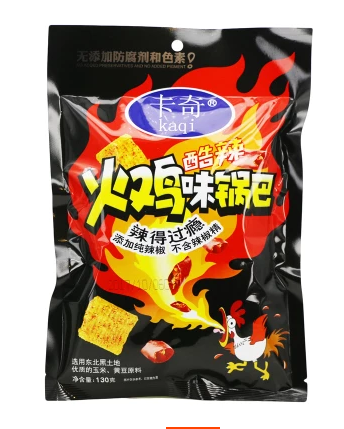 无添加防腐剂和色素
卡奇®
kaqi
酷辣
火鸡味锅巴
辣得过瘾
添加纯辣椒 不含辣椒精
选用东北黑土地
优质的玉米、黄豆原料
净含量:130克